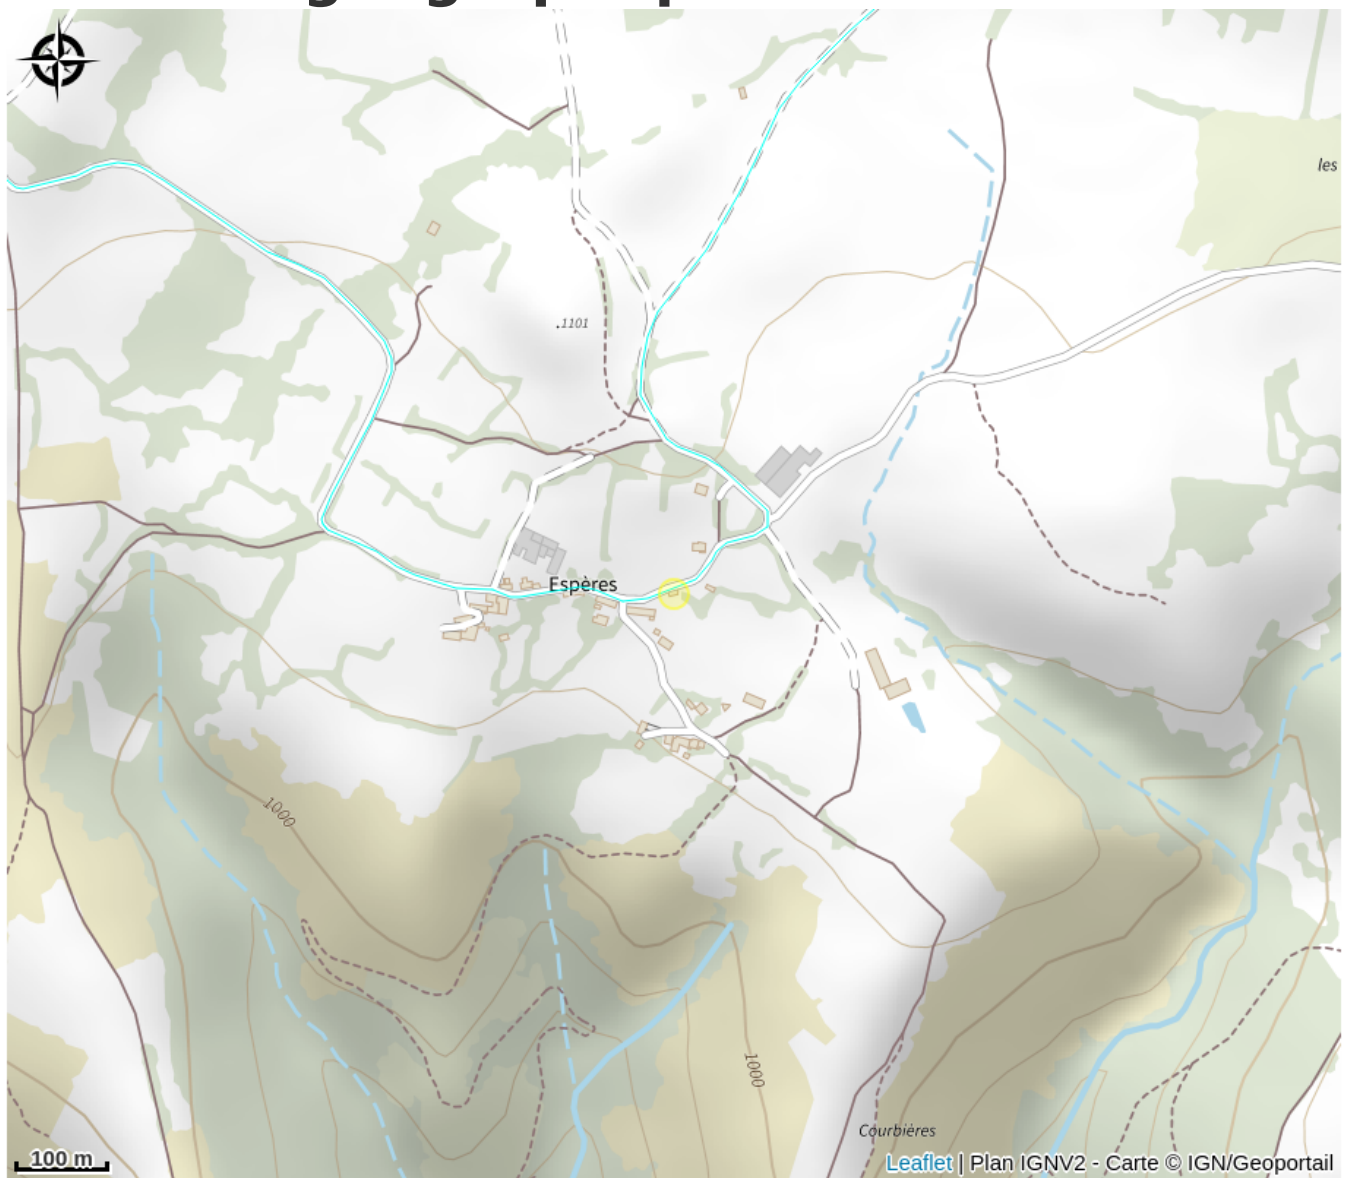 les
.1101
Espères
1000
1000
Courbières
100 m
Leaflet | Plan IGNV2 - Carte © IGN/Geoportail